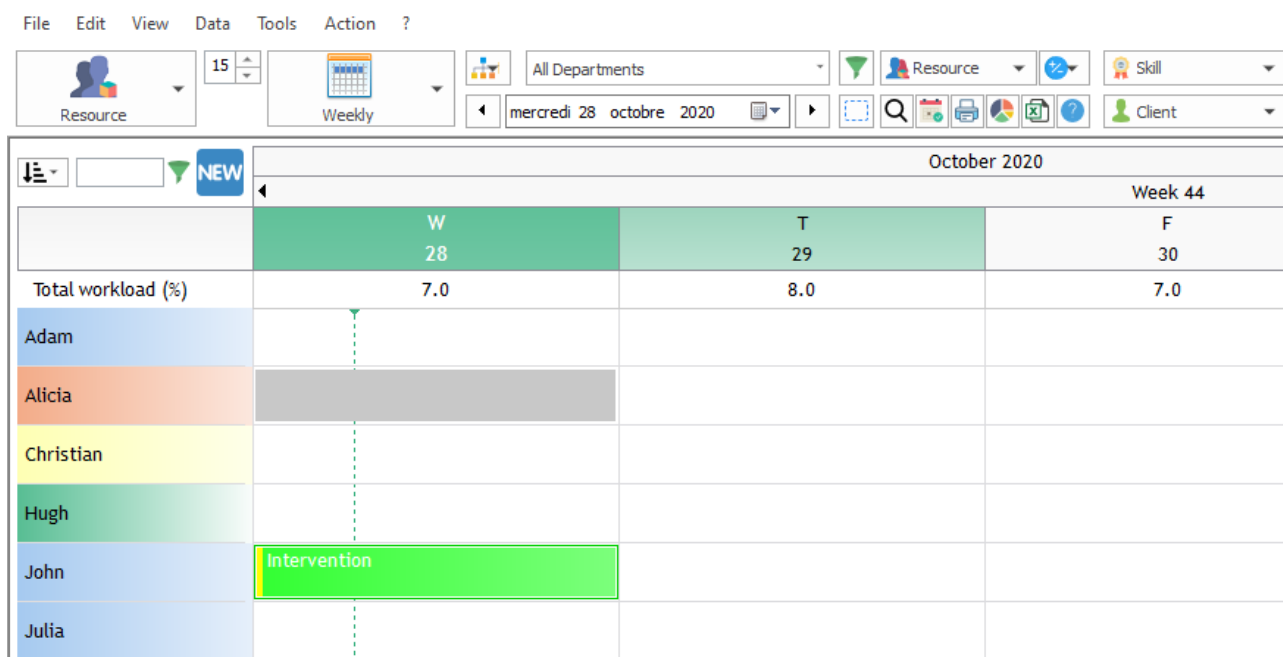 File Edit View Data Tools Action ?
15 All Departments Resource Skill
Resource Weekly mercredi 28 octobre 2020 Client
NEW October 2020
Week 44
W T F
28 29 30
Total workload (%) 7.0 8.0 7.0
Adam
Alicia
Christian
Hugh
Intervention
John
Julia